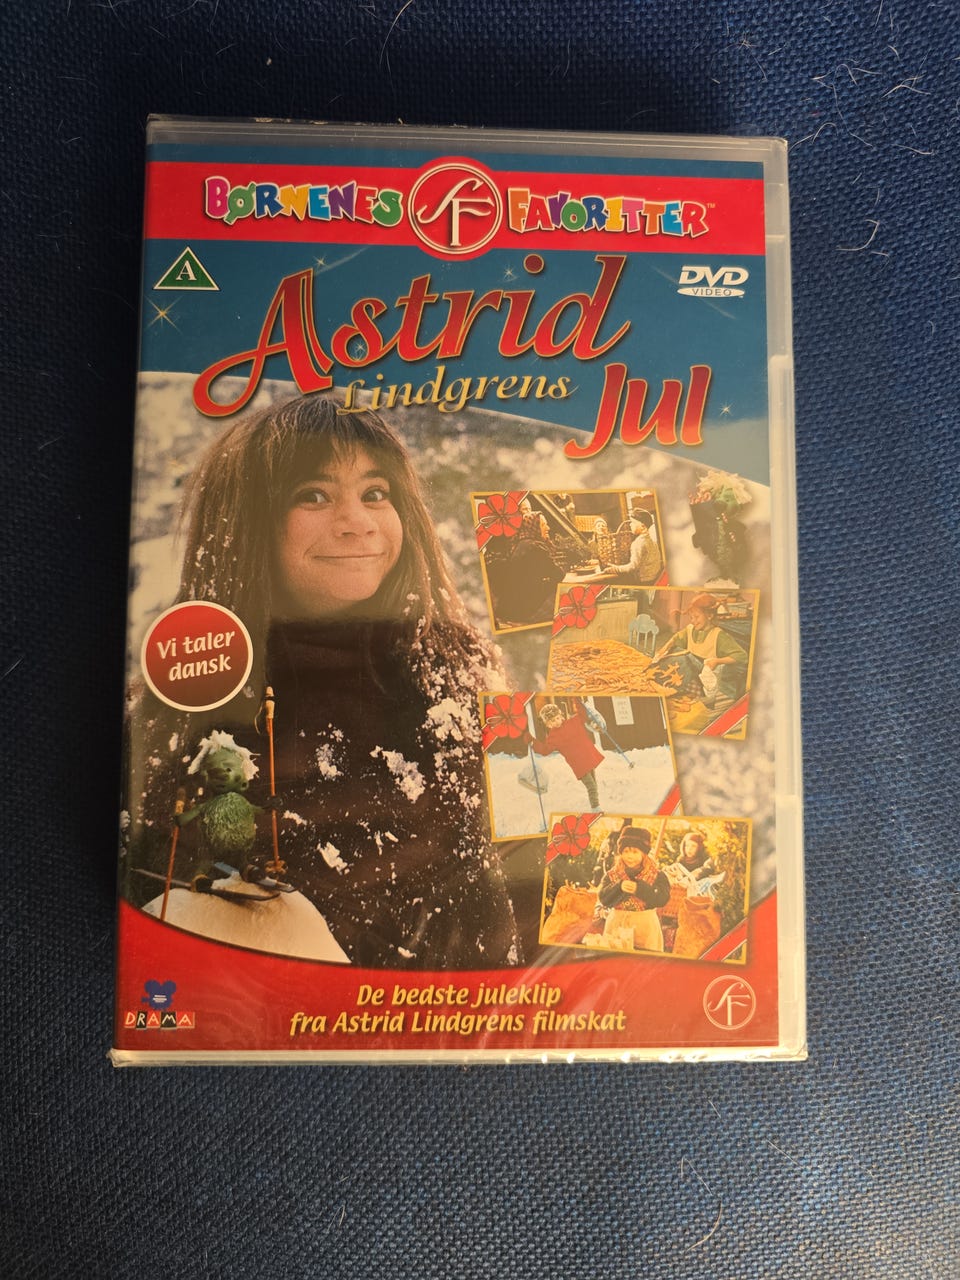 BØRNENES SF FAVORITTER™
A
DVD
VIDEO
Astrid
Lindgrens
Jul
Vi taler
dansk
De bedste juleklip
fra Astrid Lindgrens filmskat
DRAMA
SF